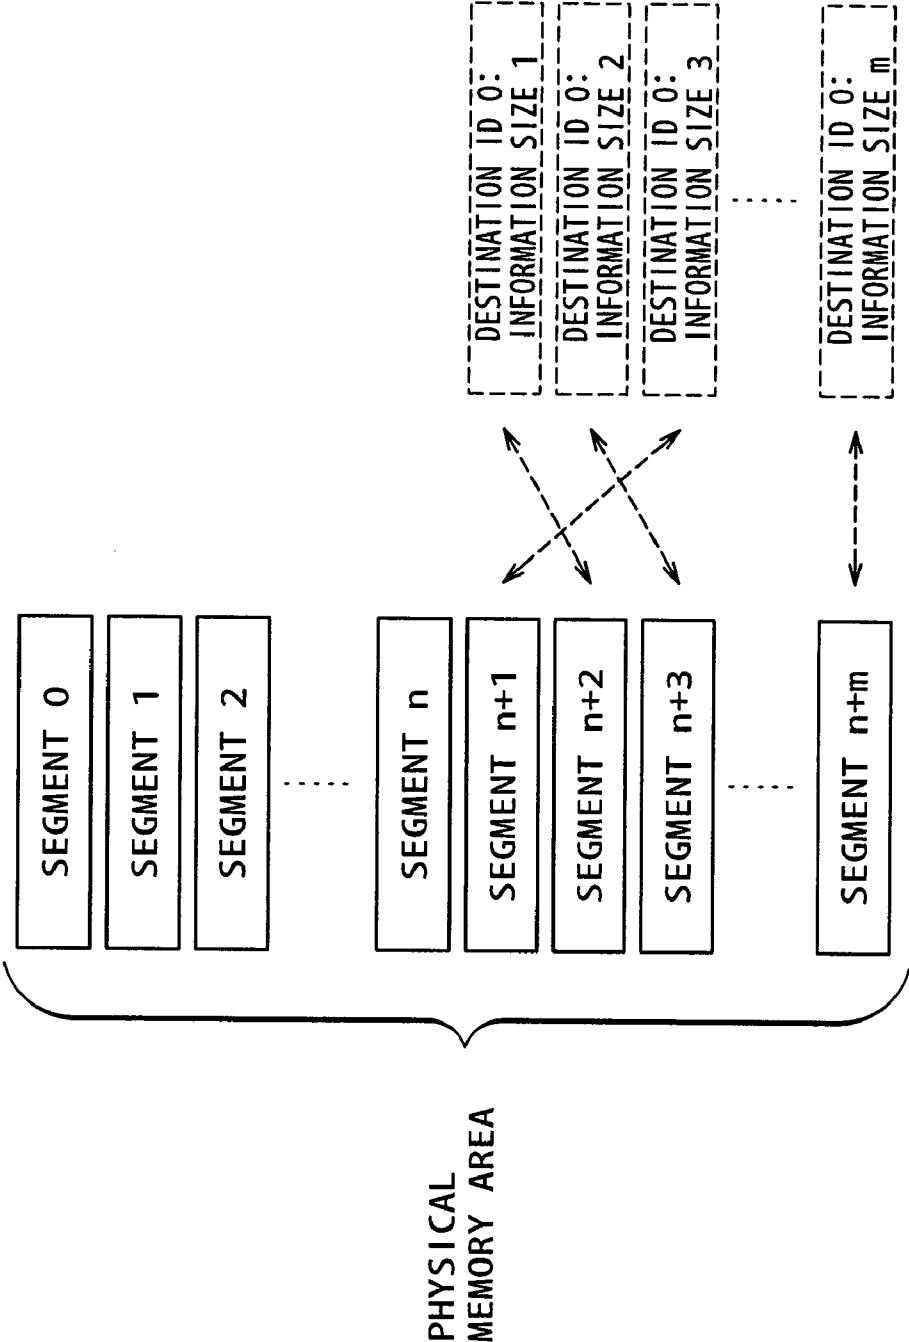 PHYSICAL
MEMORY AREA
SEGMENT 0
SEGMENT 1
SEGMENT 2
SEGMENT n
SEGMENT n+1
SEGMENT n+2
SEGMENT n+3
SEGMENT n+m
DESTINATION ID 0:
INFORMATION SIZE 1
DESTINATION ID 0:
INFORMATION SIZE 2
DESTINATION ID 0:
INFORMATION SIZE 3
DESTINATION ID 0:
INFORMATION SIZE m